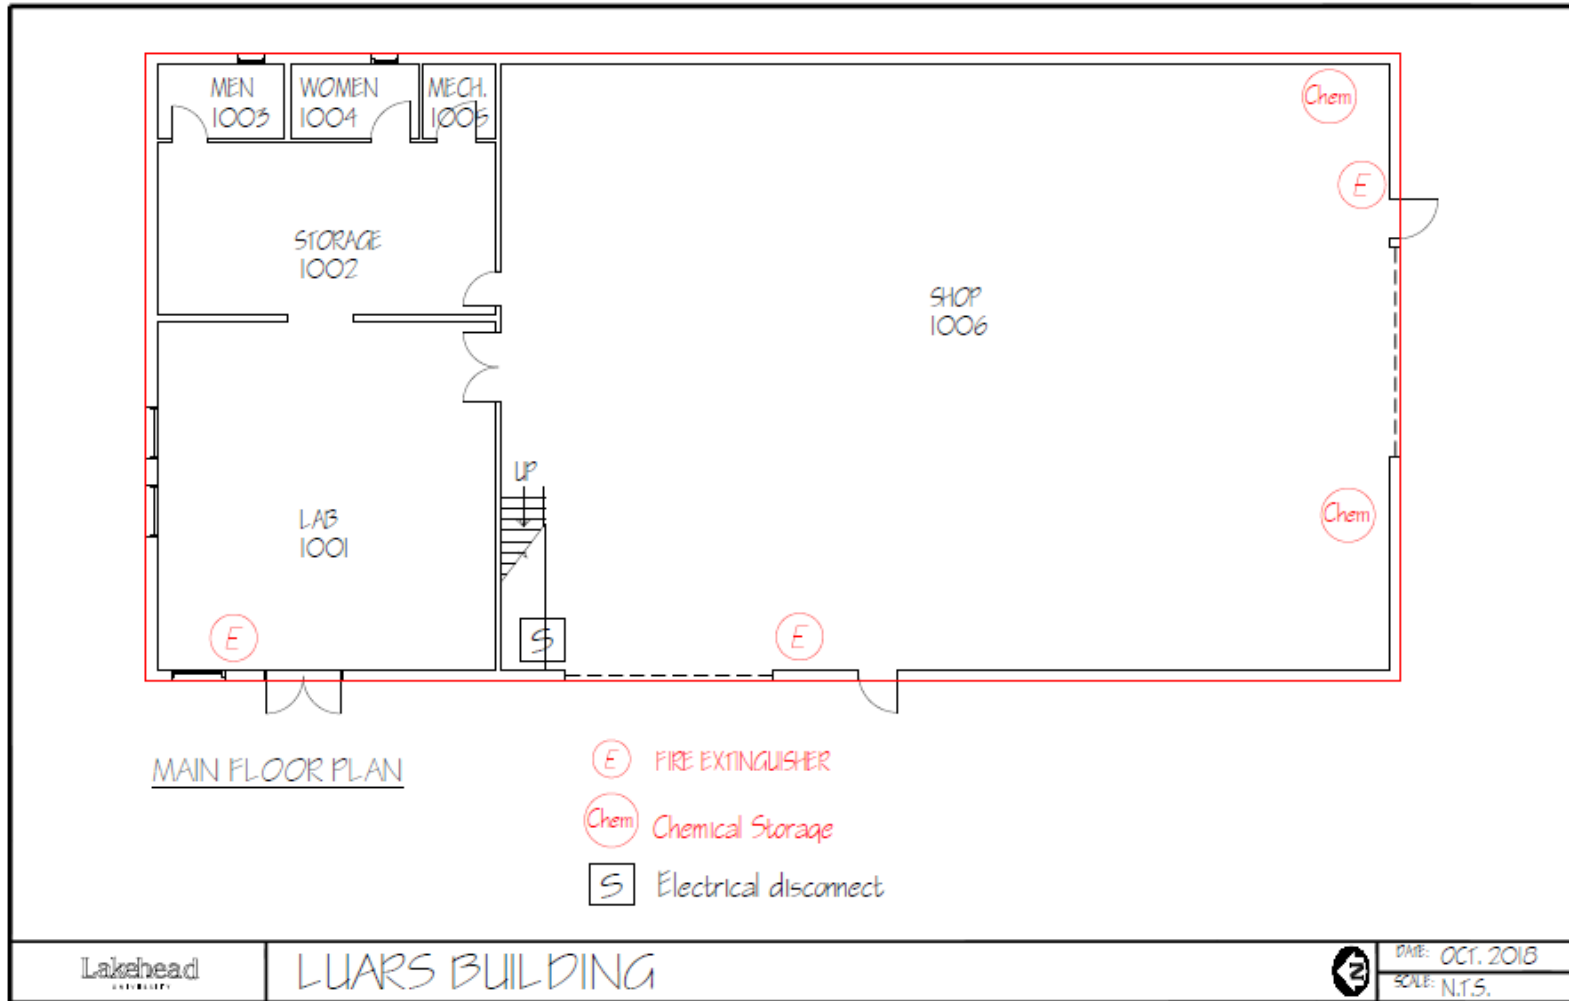 MEN
1003
WOMEN
1004
MECH.
1005
Chem
E
STORAGE
1002
SHOP
1006
UP
LAB
1001
Chem
E
S
E
MAIN FLOOR PLAN
E FIRE EXTINGUISHER
Chem Chemical Storage
S Electrical disconnect
Lakehead
UNIVERSITY
LUARS BUILDING
N
DATE: OCT. 2018
SCALE: N.T.S.